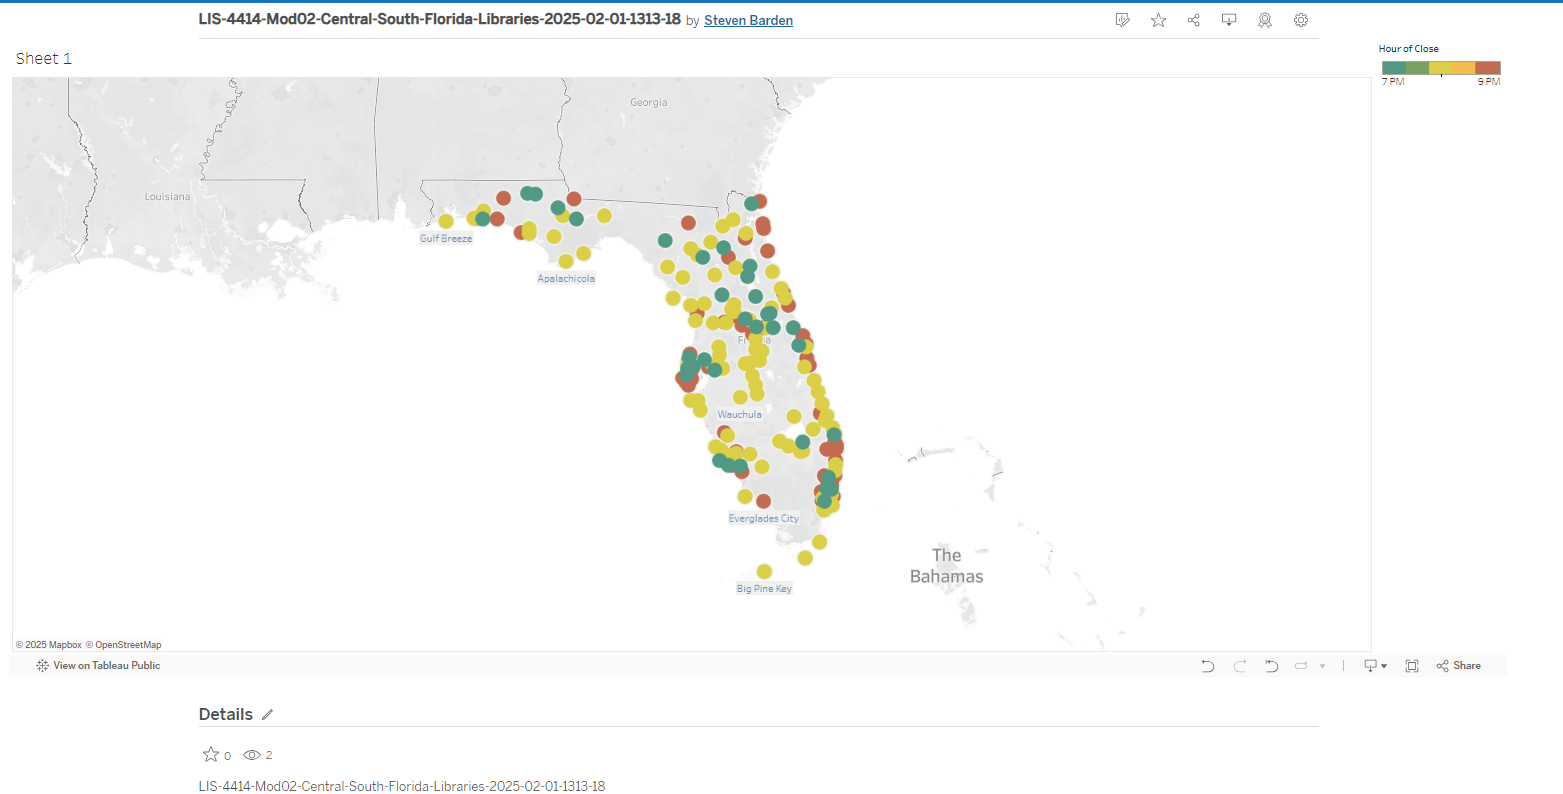 LIS-4414-Mod02-Central-South-Florida-Libraries-2025-02-01-1313-18 by Steven Barden
Sheet 1
Hour of Close
7 PM 9 PM
Georgia
Louisiana
Gulf Breeze
Apalachicola
Wauchula
Everglades City
The
Bahamas
Big Pine Key
© 2025 Mapbox © OpenStreetMap
View on Tableau Public
Share
Details
0 2
LIS-4414-Mod02-Central-South-Florida-Libraries-2025-02-01-1313-18